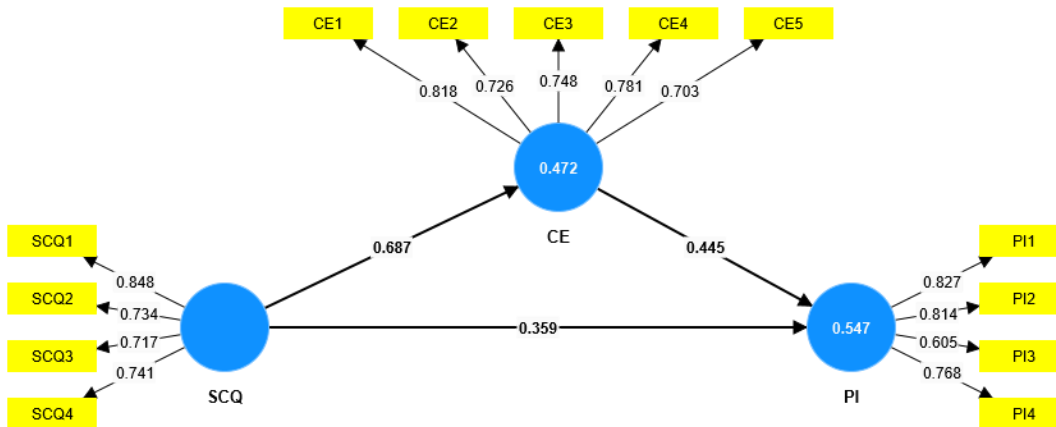 CE1 CE2 CE3 CE4 CE5
0.818 0.726 0.748 0.781 0.703
0.472
CE
0.687 0.445
SCQ1
SCQ2
SCQ3
SCQ4
0.848
0.734
0.717
0.741
SCQ
0.359
0.547
PI
0.827
0.814
0.605
0.768
PI1
PI2
PI3
PI4